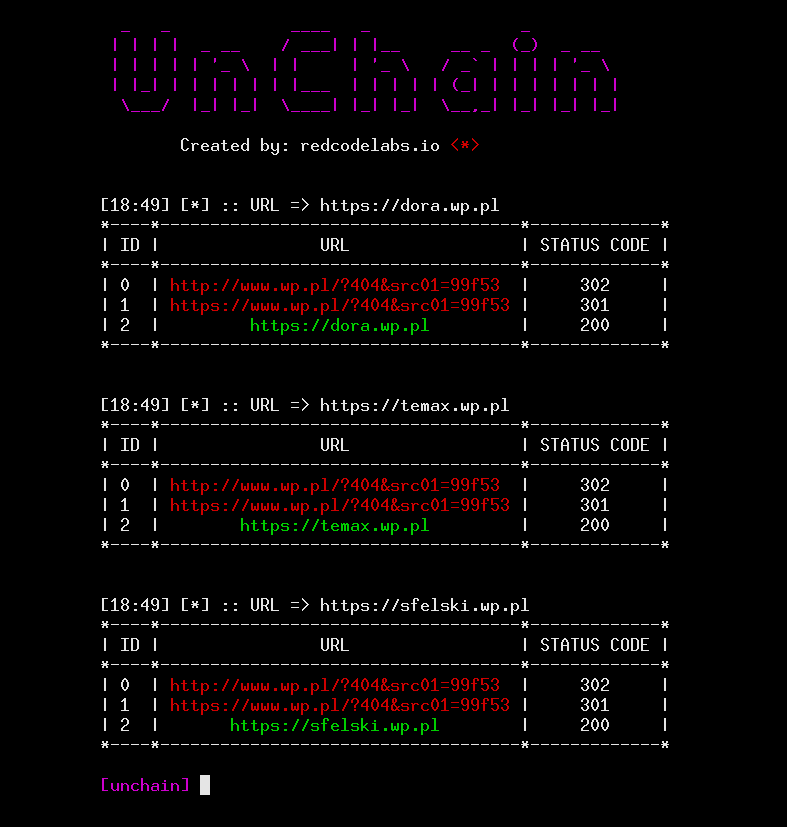 UnChain
Created by: redcodelabs.io <*>
[18:49] [*] :: URL => https://dora.wp.pl
*----*------------------------------------*-------------*
| ID | URL | STATUS CODE |
*----*------------------------------------*-------------*
| 0 | http://www.wp.pl/?404&src01=99f53 | 302 |
| 1 | https://www.wp.pl/?404&src01=99f53 | 301 |
| 2 | https://dora.wp.pl | 200 |
*----*------------------------------------*-------------*
[18:49] [*] :: URL => https://temax.wp.pl
*----*------------------------------------*-------------*
| ID | URL | STATUS CODE |
*----*------------------------------------*-------------*
| 0 | http://www.wp.pl/?404&src01=99f53 | 302 |
| 1 | https://www.wp.pl/?404&src01=99f53 | 301 |
| 2 | https://temax.wp.pl | 200 |
*----*------------------------------------*-------------*
[18:49] [*] :: URL => https://sfelski.wp.pl
*----*------------------------------------*-------------*
| ID | URL | STATUS CODE |
*----*------------------------------------*-------------*
| 0 | http://www.wp.pl/?404&src01=99f53 | 302 |
| 1 | https://www.wp.pl/?404&src01=99f53 | 301 |
| 2 | https://sfelski.wp.pl | 200 |
*----*------------------------------------*-------------*
[unchain]